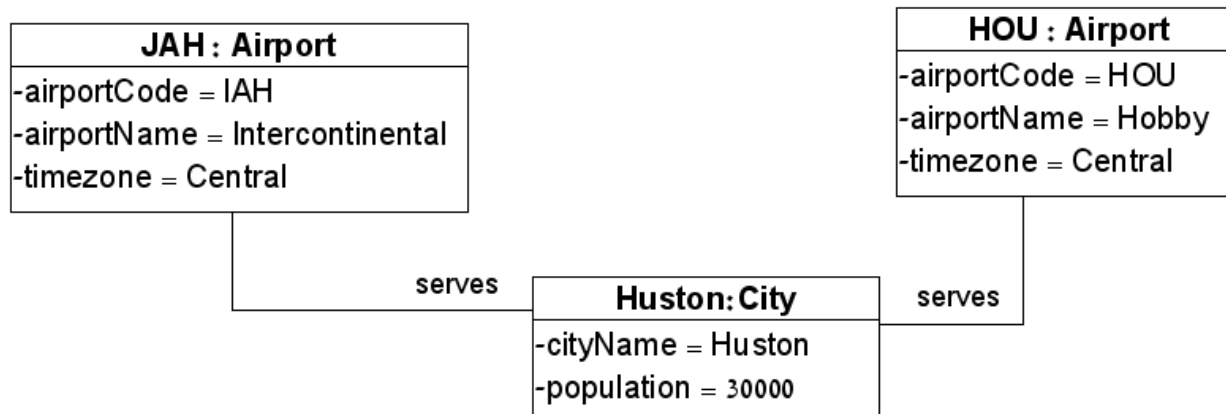 JAH : Airport
-airportCode = IAH
-airportName = Intercontinental
-timezone = Central
HOU : Airport
-airportCode = HOU
-airportName = Hobby
-timezone = Central
serves
serves
Huston:City
-cityName = Huston
-population = 30000